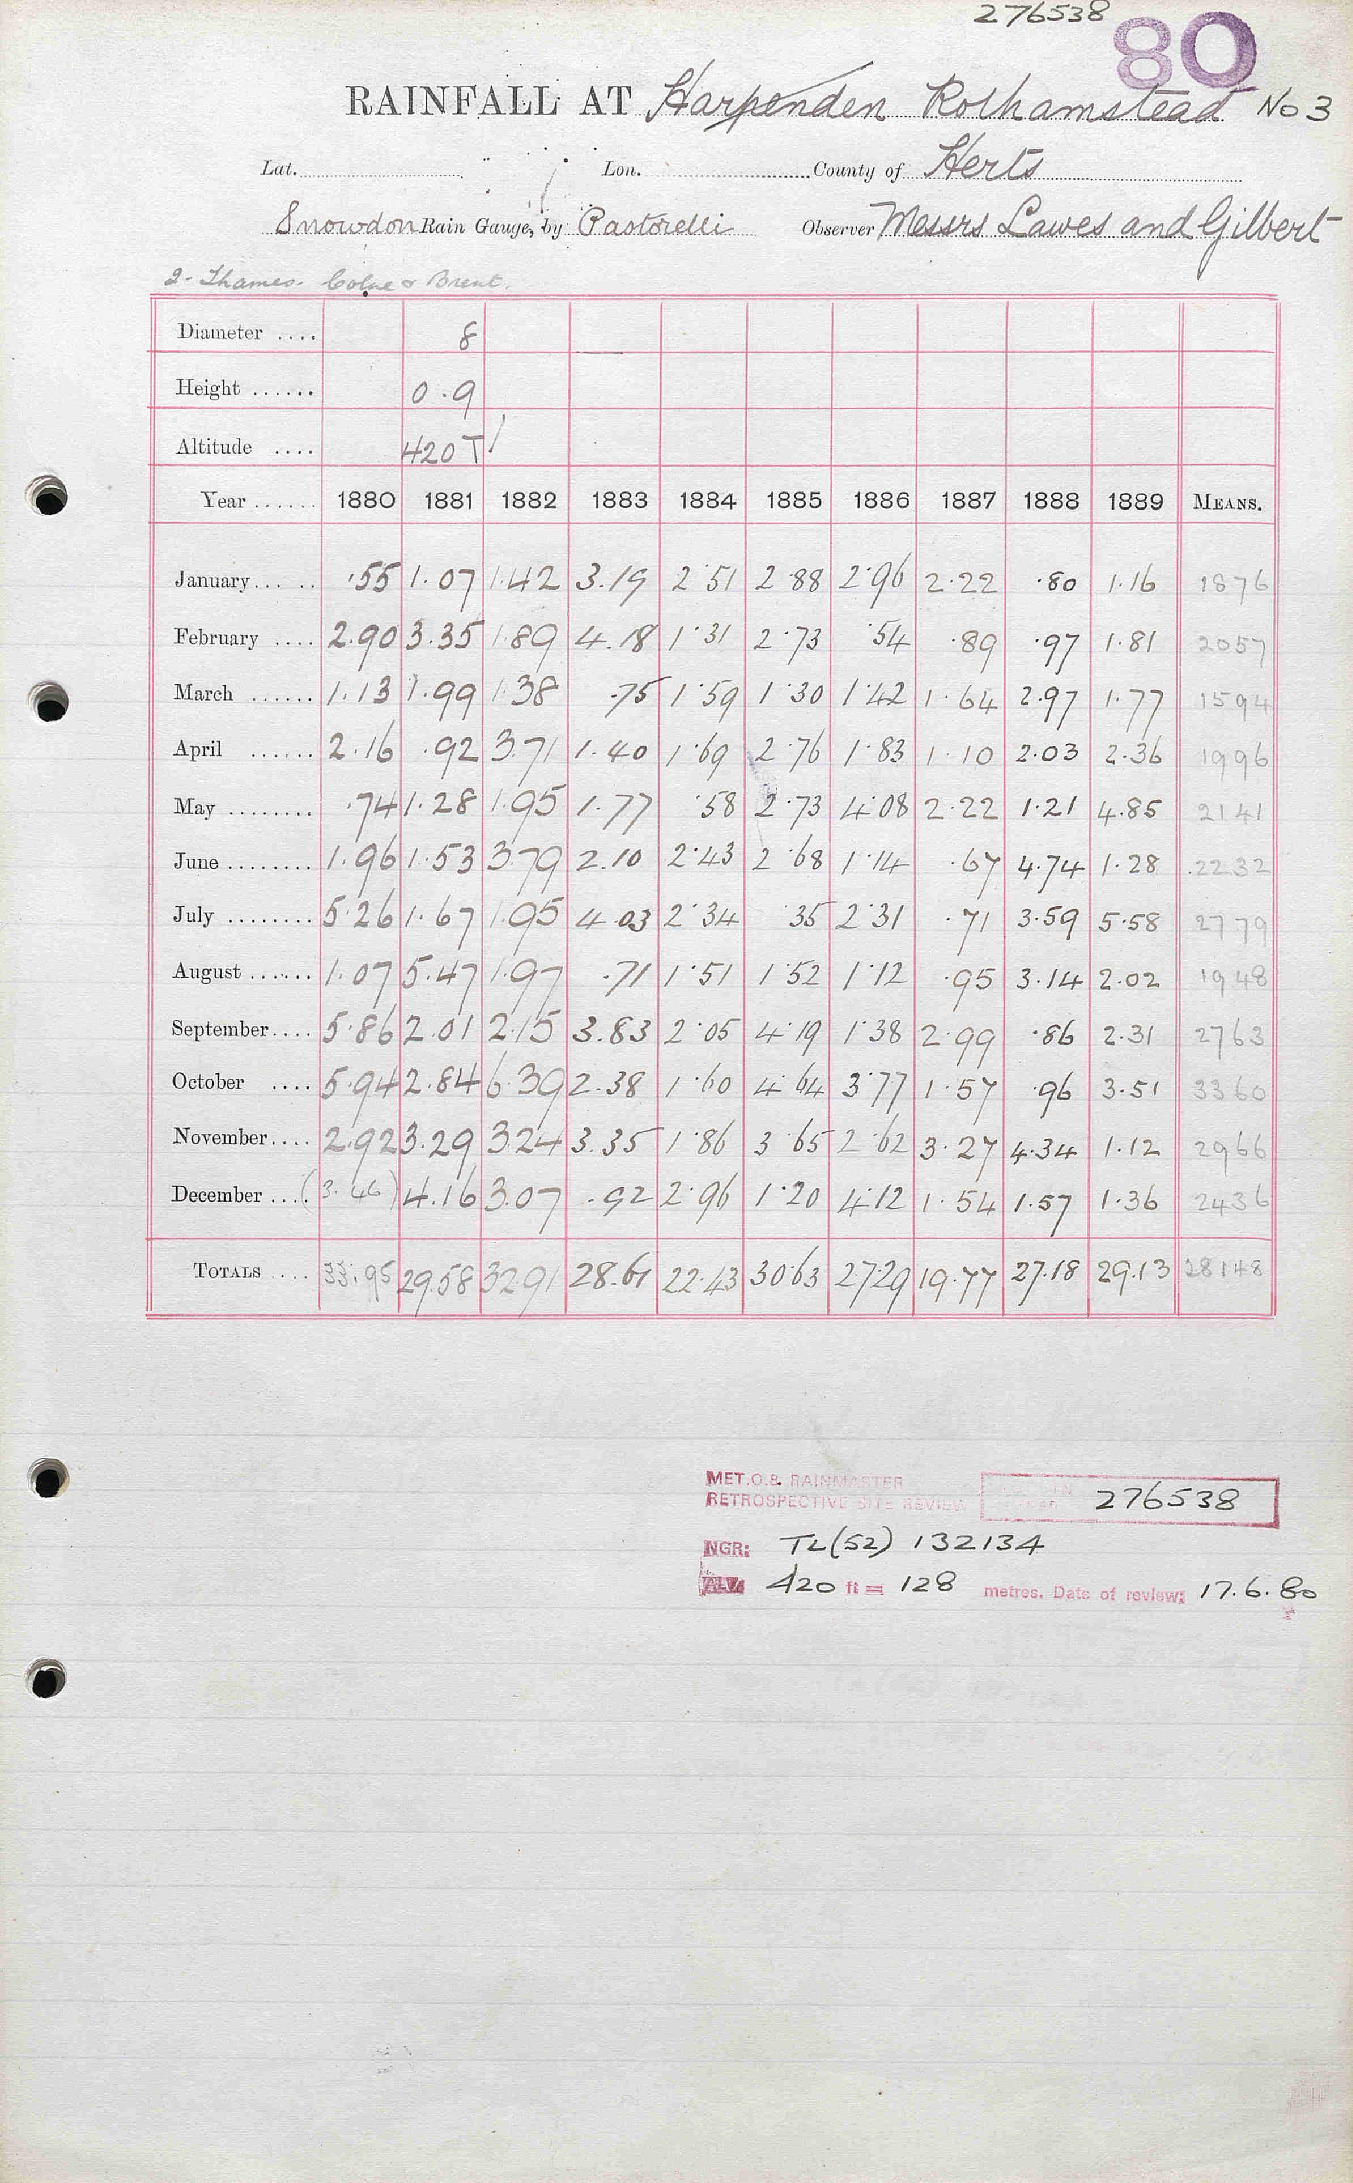 276538
80
RAINFALL AT Harpenden Rothamstead No 3
Lat. Lon. County of Herts
Snowdon Rain Gauge, by Pastorelli Observer Messrs Lawes and Gilbert
2- Thames. Colne & Brent.
Diameter .... 8
Height ...... 0.9
Altitude .... 420 T
Year ...... 1880 1881 1882 1883 1884 1885 1886 1887 1888 1889 MEANS.
January...... .55 1.07 1.42 3.19 2.51 2.88 2.96 2.22 .80 1.16 1876
February .... 2.90 3.35 1.89 4.18 1.31 2.73 .54 .89 .97 1.81 2057
March ...... 1.13 1.99 1.38 .75 1.59 1.30 1.42 1.64 2.97 1.77 1594
April ...... 2.16 .92 3.71 1.40 1.69 2.76 1.83 1.10 2.03 2.36 1996
May ........ .74 1.28 1.95 1.77 .58 2.73 4.08 2.22 1.21 4.85 2141
June ........ 1.96 1.53 3.79 2.10 2.43 2.68 1.14 .67 4.74 1.28 2232
July ........ 5.26 1.67 1.95 4.03 2.34 .35 2.31 .71 3.59 5.58 2779
August ...... 1.07 5.47 1.97 .71 1.51 1.52 1.12 .95 3.14 2.02 1948
September.... 5.86 2.01 2.15 3.83 2.05 4.19 1.38 2.99 .86 2.31 2763
October .... 5.94 2.84 6.39 2.38 1.60 4.64 3.77 1.57 .96 3.51 3360
November.... 2.92 3.29 3.24 3.35 1.86 3.65 2.62 3.27 4.34 1.12 2966
December .... (3.46) 4.16 3.07 .92 2.96 1.20 4.12 1.54 1.57 1.36 2436
TOTALS .... 33.95 29.58 32.91 28.61 22.43 30.63 27.29 19.77 27.18 29.13 28148
MET.O.8. RAINMASTER
RETROSPECTIVE SITE REVIEW 276538
NGR: TL(52) 132134
ALT: 420 ft = 128 metres. Date of review: 17.6.80